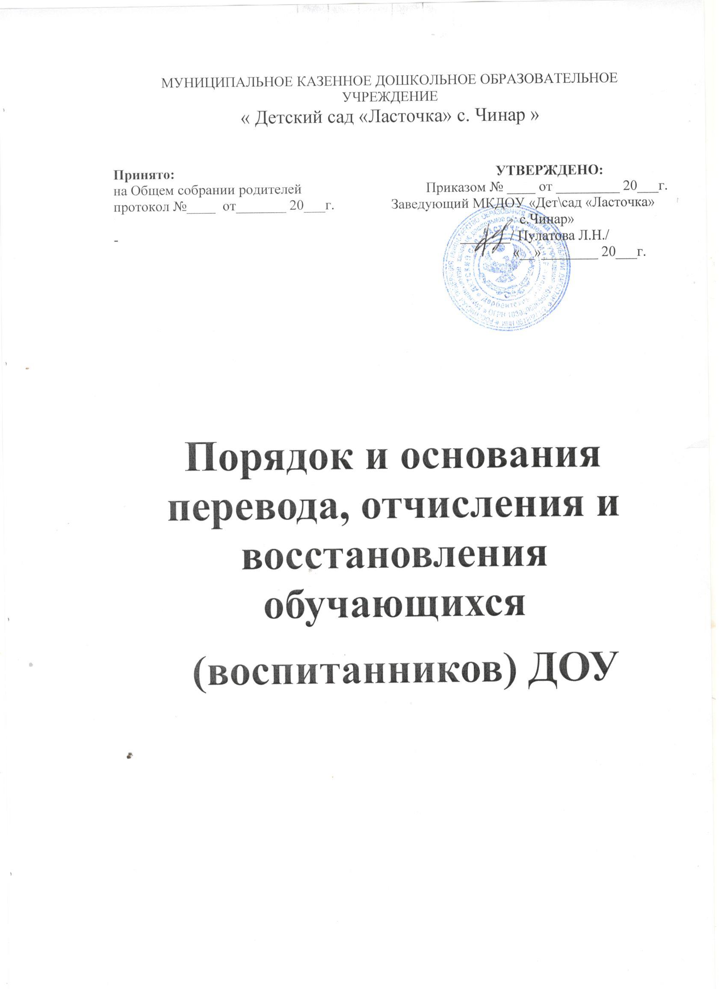 МУНИЦИПАЛЬНОЕ КАЗЕННОЕ ДОШКОЛЬНОЕ ОБРАЗОВАТЕЛЬНОЕ
УЧРЕЖДЕНИЕ
« Детский сад «Ласточка» с. Чинар »
Принято:
на Общем собрании родителей
протокол №____ от_______ 20___г.
-
УТВЕРЖДЕНО:
Приказом № ____ от _________ 20___г.
Заведующий МКДОУ «Дет\сад «Ласточка»
с.Чинар»
_______/ Пулатова Л.Н./
«__»________ 20___г.
Порядок и основания
перевода, отчисления и
восстановления
обучающихся
(воспитанников) ДОУ